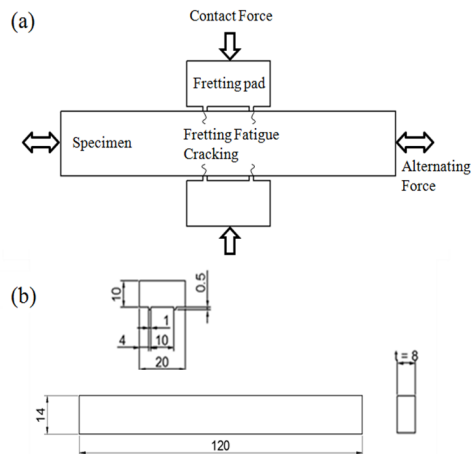 (a)
Contact Force
Fretting pad
Specimen
Fretting Fatigue
Cracking
Alternating
Force
(b)
10
0.5
1
4
10
20
t = 8
14
120